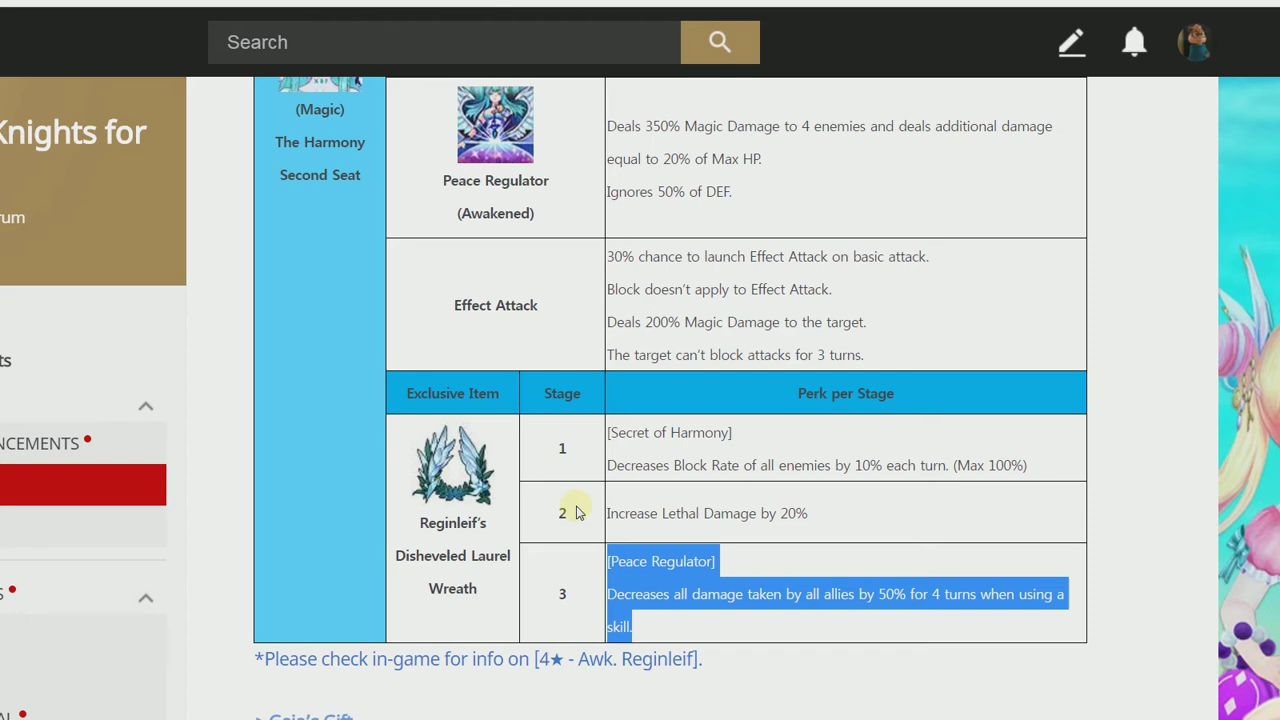 Search
Knights for
rum
ts
NCEMENTS
S
(Magic)
The Harmony
Second Seat
Peace Regulator
(Awakened)
Deals 350% Magic Damage to 4 enemies and deals additional damage
equal to 20% of Max HP.
Ignores 50% of DEF.
Effect Attack
30% chance to launch Effect Attack on basic attack.
Block doesn’t apply to Effect Attack.
Deals 200% Magic Damage to the target.
The target can’t block attacks for 3 turns.
Exclusive Item Stage Perk per Stage
Reginleif’s
Disheveled Laurel
Wreath
1
[Secret of Harmony]
Decreases Block Rate of all enemies by 10% each turn. (Max 100%)
2
Increase Lethal Damage by 20%
3
[Peace Regulator]
Decreases all damage taken by all allies by 50% for 4 turns when using a
skill.
*Please check in-game for info on [4★ - Awk. Reginleif].
> Gaia's Gift